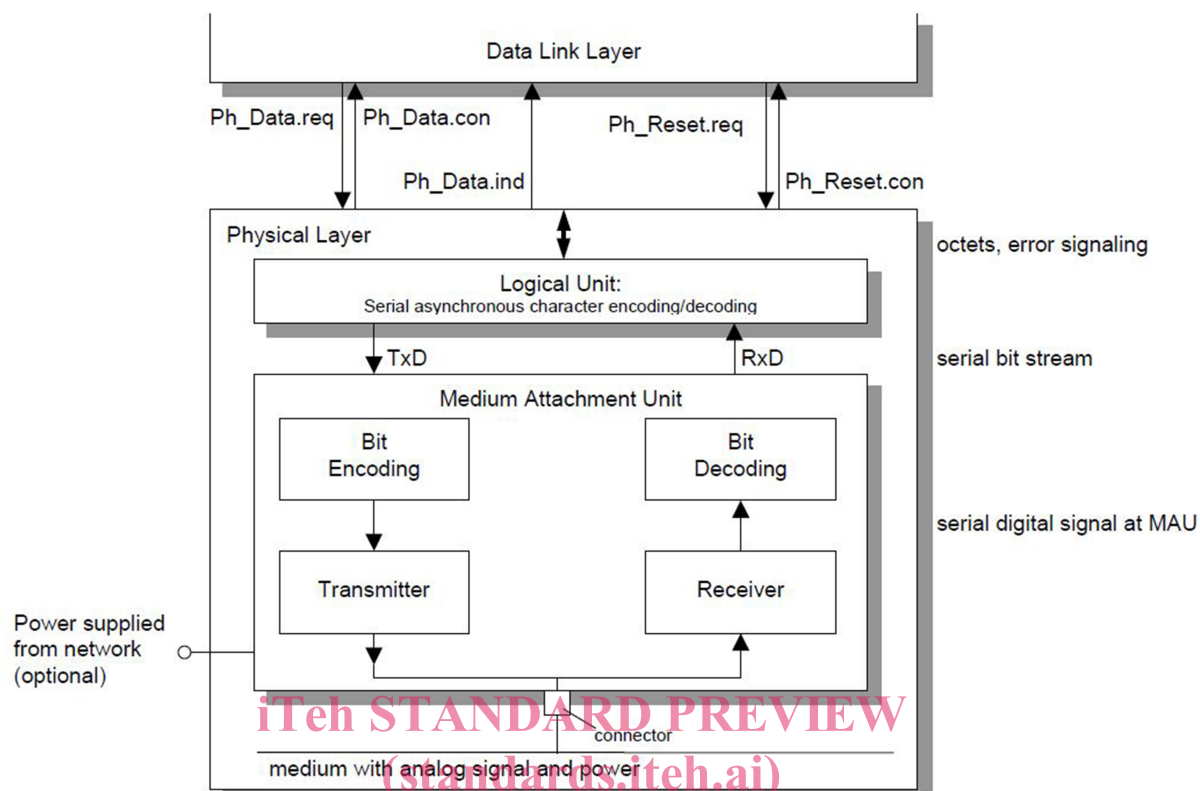 Data Link Layer
Ph_Data.req
Ph_Data.con
Ph_Reset.req
Ph_Data.ind
Ph_Reset.con
Physical Layer
octets, error signaling
Logical Unit:
Serial asynchronous character encoding/decoding
TxD
RxD
serial bit stream
Medium Attachment Unit
Bit
Encoding
Bit
Decoding
serial digital signal at MAU
Transmitter
Receiver
Power supplied
from network
(optional)
iTeh STANDARD PREVIEW
connector
medium with analog signal and power
(standards.iteh.ai)